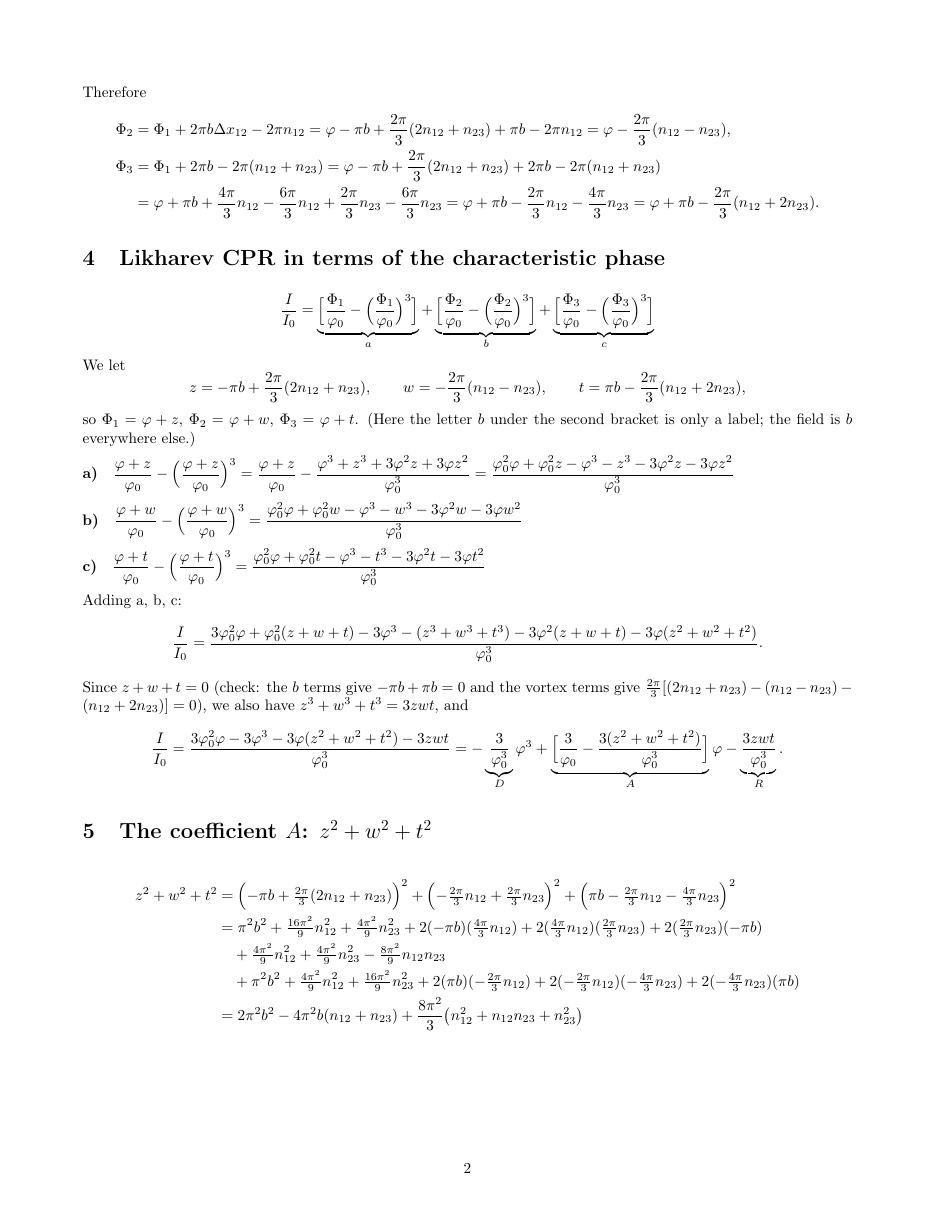 Therefore
Φ₂ = Φ₁ + 2πbΔx₁₂ − 2πn₁₂ = φ − πb + 2π/3 (2n₁₂ + n₂₃) + πb − 2πn₁₂ = φ − 2π/3 (n₁₂ − n₂₃),
Φ₃ = Φ₁ + 2πb − 2π(n₁₂ + n₂₃) = φ − πb + 2π/3 (2n₁₂ + n₂₃) + 2πb − 2π(n₁₂ + n₂₃)
= φ + πb + 4π/3 n₁₂ − 6π/3 n₁₂ + 2π/3 n₂₃ − 6π/3 n₂₃ = φ + πb − 2π/3 n₁₂ − 4π/3 n₂₃ = φ + πb − 2π/3 (n₁₂ + 2n₂₃).
4 Likharev CPR in terms of the characteristic phase
I/I₀ = [Φ₁/φ₀ − (Φ₁/φ₀)³] + [Φ₂/φ₀ − (Φ₂/φ₀)³] + [Φ₃/φ₀ − (Φ₃/φ₀)³]
a b c
We let
z = −πb + 2π/3 (2n₁₂ + n₂₃), w = −2π/3 (n₁₂ − n₂₃), t = πb − 2π/3 (n₁₂ + 2n₂₃),
so Φ₁ = φ + z, Φ₂ = φ + w, Φ₃ = φ + t. (Here the letter b under the second bracket is only a label; the field is b
everywhere else.)
a) (φ + z)/φ₀ − ((φ + z)/φ₀)³ = (φ + z)/φ₀ − (φ³ + z³ + 3φ²z + 3φz²)/φ₀³ = (φ₀²φ + φ₀²z − φ³ − z³ − 3φ²z − 3φz²)/φ₀³
b) (φ + w)/φ₀ − ((φ + w)/φ₀)³ = (φ₀²φ + φ₀²w − φ³ − w³ − 3φ²w − 3φw²)/φ₀³
c) (φ + t)/φ₀ − ((φ + t)/φ₀)³ = (φ₀²φ + φ₀²t − φ³ − t³ − 3φ²t − 3φt²)/φ₀³
Adding a, b, c:
I/I₀ = (3φ₀²φ + φ₀²(z + w + t) − 3φ³ − (z³ + w³ + t³) − 3φ²(z + w + t) − 3φ(z² + w² + t²))/φ₀³.
Since z + w + t = 0 (check: the b terms give −πb + πb = 0 and the vortex terms give 2π/3 [(2n₁₂ + n₂₃) − (n₁₂ − n₂₃) −
(n₁₂ + 2n₂₃)] = 0), we also have z³ + w³ + t³ = 3zwt, and
I/I₀ = (3φ₀²φ − 3φ³ − 3φ(z² + w² + t²) − 3zwt)/φ₀³ = − 3/φ₀³ φ³ + [3/φ₀ − 3(z² + w² + t²)/φ₀³] φ − 3zwt/φ₀³.
D A R
5 The coefficient A: z² + w² + t²
z² + w² + t² = (−πb + 2π/3 (2n₁₂ + n₂₃))² + (−2π/3 n₁₂ + 2π/3 n₂₃)² + (πb − 2π/3 n₁₂ − 4π/3 n₂₃)²
= π²b² + 16π²/9 n₁₂² + 4π²/9 n₂₃² + 2(−πb)(4π/3 n₁₂) + 2(4π/3 n₁₂)(2π/3 n₂₃) + 2(2π/3 n₂₃)(−πb)
+ 4π²/9 n₁₂² + 4π²/9 n₂₃² − 8π²/9 n₁₂n₂₃
+ π²b² + 4π²/9 n₁₂² + 16π²/9 n₂₃² + 2(πb)(−2π/3 n₁₂) + 2(−2π/3 n₁₂)(−4π/3 n₂₃) + 2(−4π/3 n₂₃)(πb)
= 2π²b² − 4π²b(n₁₂ + n₂₃) + 8π²/3 (n₁₂² + n₁₂n₂₃ + n₂₃²)
2